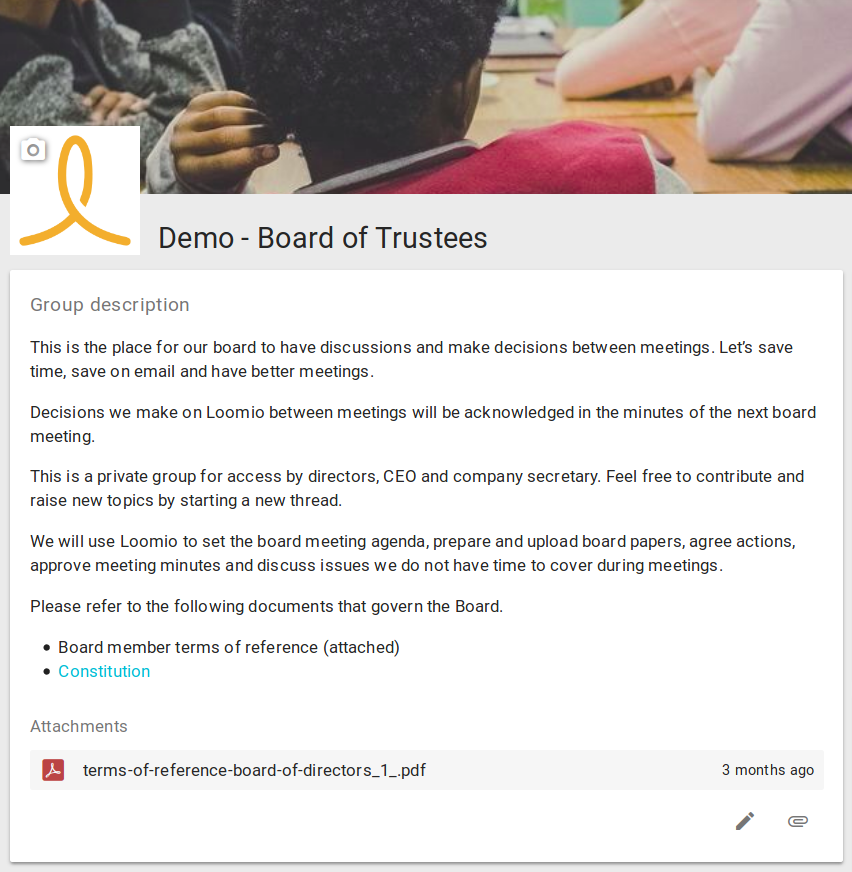 Demo - Board of Trustees
Group description
This is the place for our board to have discussions and make decisions between meetings. Let’s save
time, save on email and have better meetings.
Decisions we make on Loomio between meetings will be acknowledged in the minutes of the next board
meeting.
This is a private group for access by directors, CEO and company secretary. Feel free to contribute and
raise new topics by starting a new thread.
We will use Loomio to set the board meeting agenda, prepare and upload board papers, agree actions,
approve meeting minutes and discuss issues we do not have time to cover during meetings.
Please refer to the following documents that govern the Board.
• Board member terms of reference (attached)
• Constitution
Attachments
terms-of-reference-board-of-directors_1_.pdf 3 months ago